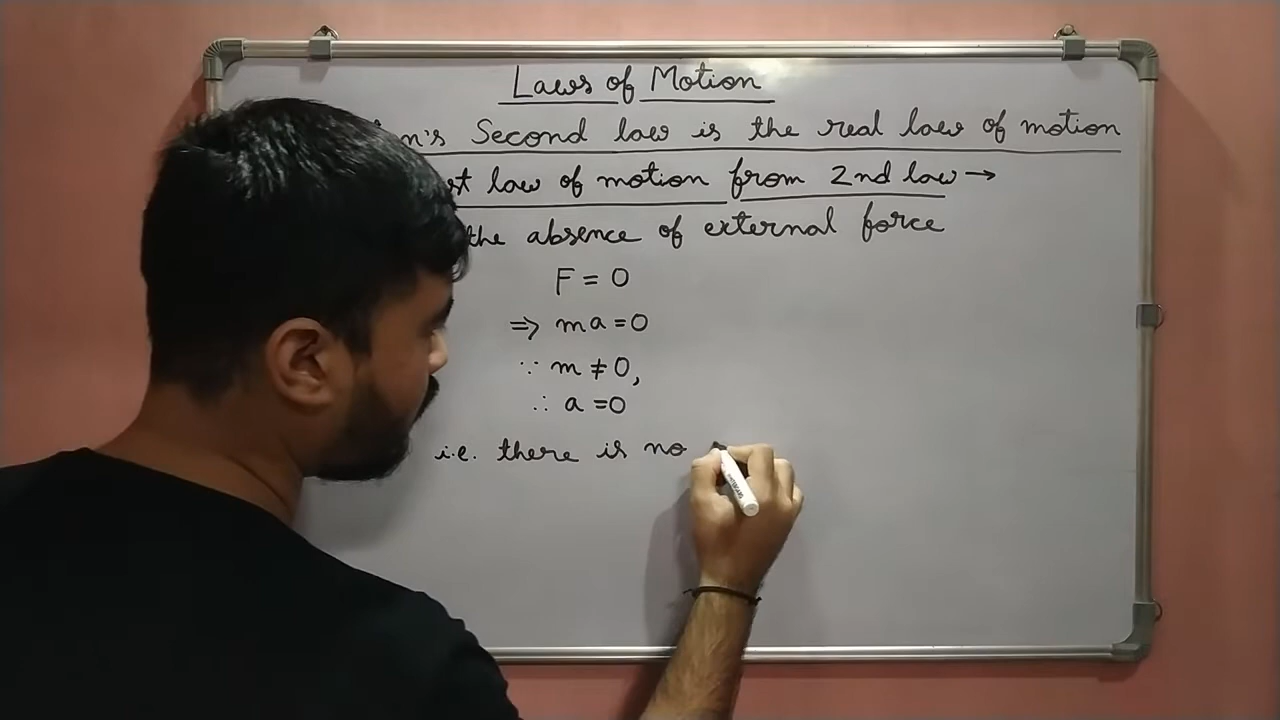 Laws of Motion
n's Second law is the real law of motion
st law of motion from 2nd law →
the absence of external force
F = 0
⇒ ma = 0
∵ m ≠ 0,
∴ a = 0
i.e. there is no